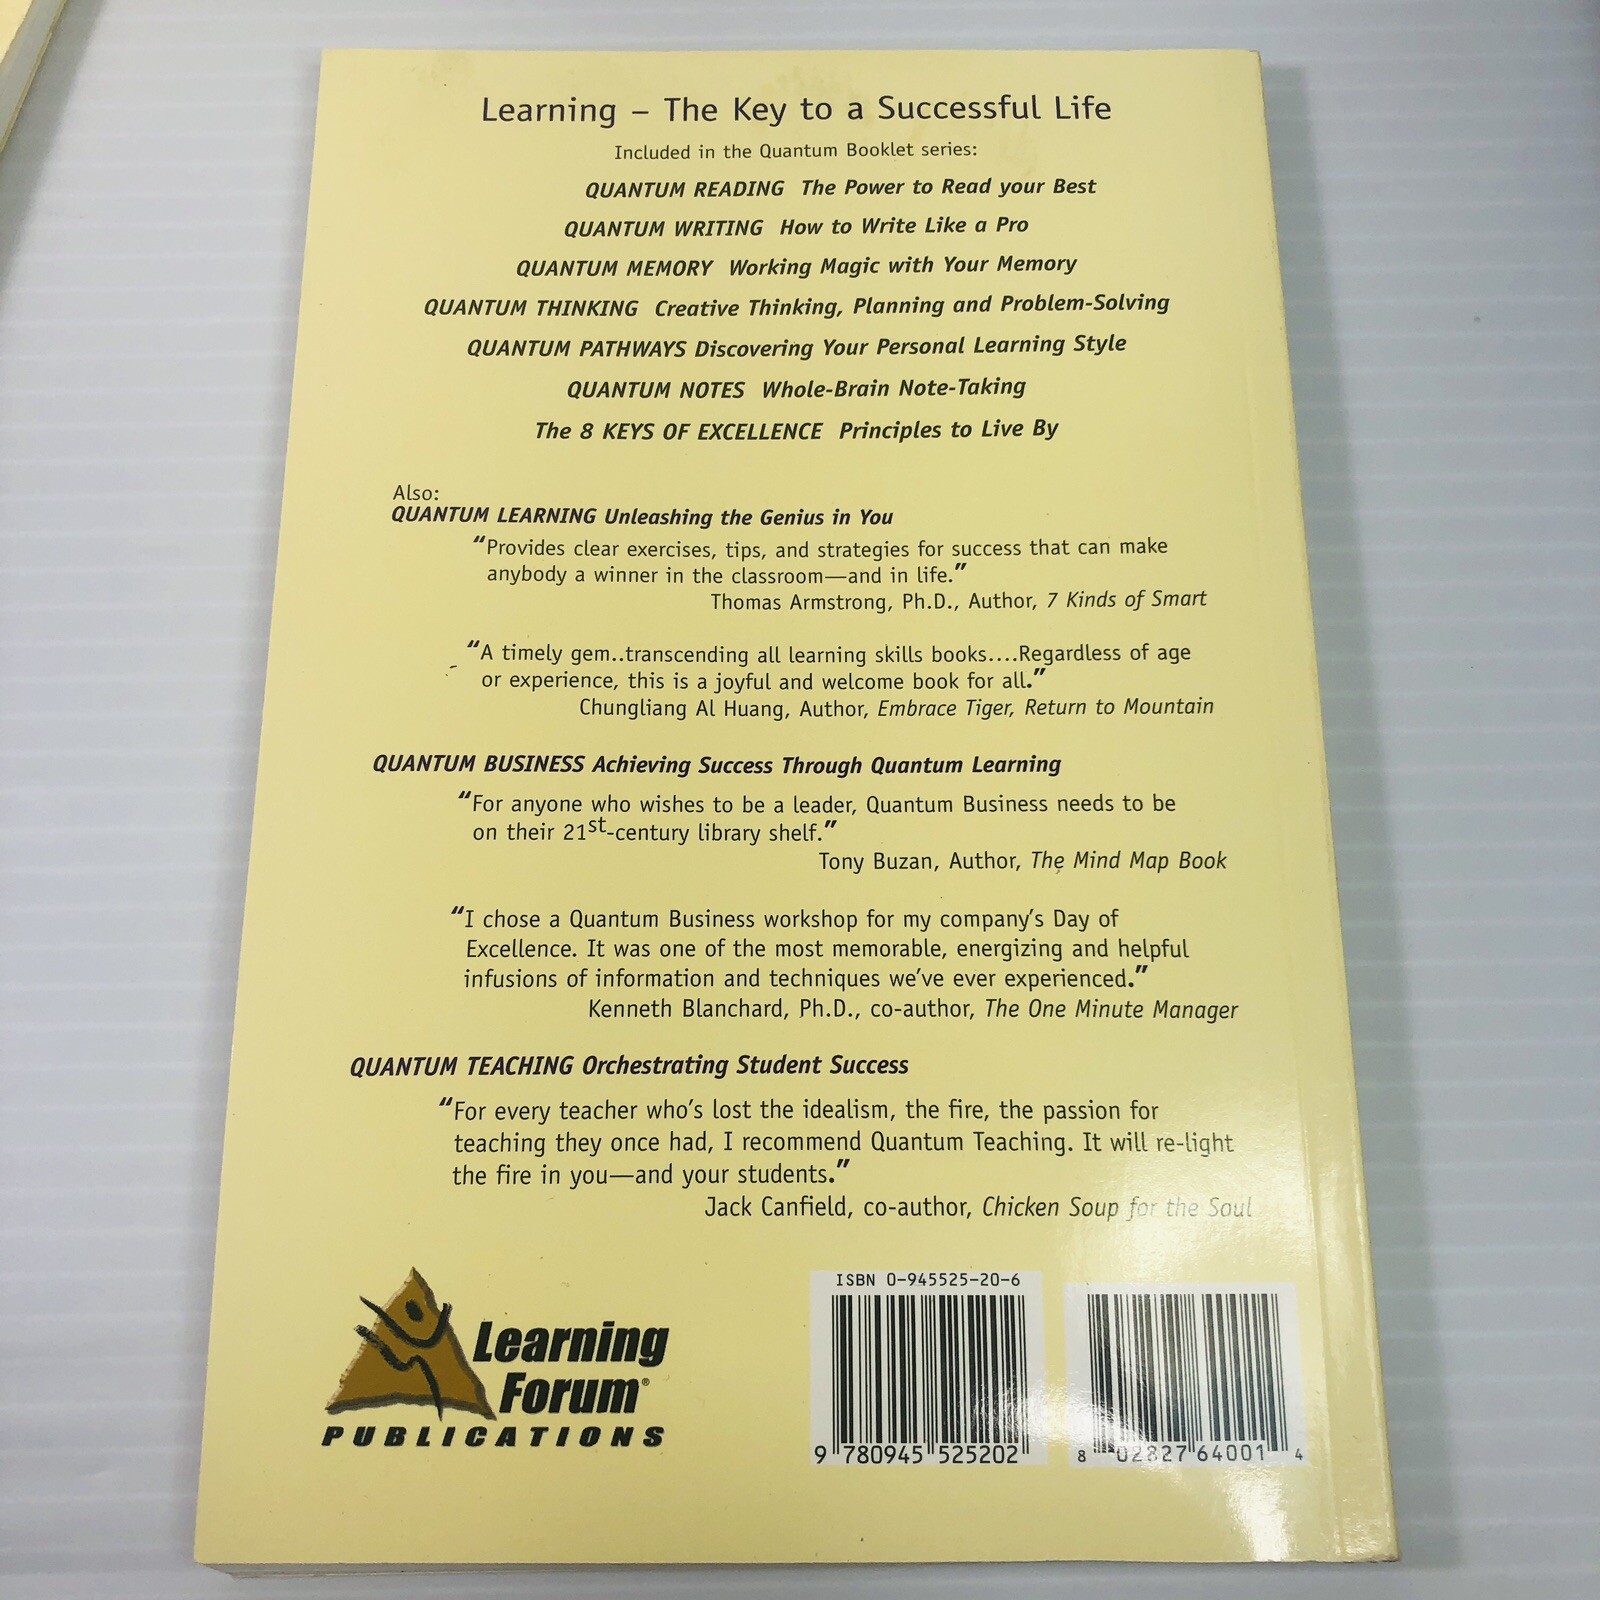 Learning – The Key to a Successful Life
Included in the Quantum Booklet series:
QUANTUM READING The Power to Read your Best
QUANTUM WRITING How to Write Like a Pro
QUANTUM MEMORY Working Magic with Your Memory
QUANTUM THINKING Creative Thinking, Planning and Problem-Solving
QUANTUM PATHWAYS Discovering Your Personal Learning Style
QUANTUM NOTES Whole-Brain Note-Taking
The 8 KEYS OF EXCELLENCE Principles to Live By
Also:
QUANTUM LEARNING Unleashing the Genius in You
“Provides clear exercises, tips, and strategies for success that can make
anybody a winner in the classroom—and in life.”
Thomas Armstrong, Ph.D., Author, 7 Kinds of Smart
“A timely gem..transcending all learning skills books....Regardless of age
or experience, this is a joyful and welcome book for all.”
Chungliang Al Huang, Author, Embrace Tiger, Return to Mountain
QUANTUM BUSINESS Achieving Success Through Quantum Learning
“For anyone who wishes to be a leader, Quantum Business needs to be
on their 21st-century library shelf.”
Tony Buzan, Author, The Mind Map Book
“I chose a Quantum Business workshop for my company's Day of
Excellence. It was one of the most memorable, energizing and helpful
infusions of information and techniques we've ever experienced.”
Kenneth Blanchard, Ph.D., co-author, The One Minute Manager
QUANTUM TEACHING Orchestrating Student Success
“For every teacher who's lost the idealism, the fire, the passion for
teaching they once had, I recommend Quantum Teaching. It will re-light
the fire in you—and your students.”
Jack Canfield, co-author, Chicken Soup for the Soul
Learning
Forum®
PUBLICATIONS
ISBN 0-945525-20-6
9 780945 525202
8 02827 64001 4